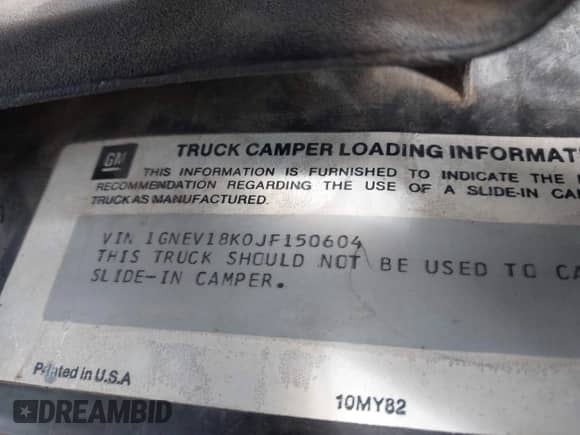 GM
TRUCK CAMPER LOADING INFORMAT
THIS INFORMATION IS FURNISHED TO INDICATE THE
RECOMMENDATION REGARDING THE USE OF A SLIDE-IN CA
TRUCK AS MANUFACTURED.
VIN 1GNEV18K0JF150604
THIS TRUCK SHOULD NOT BE USED TO CA
SLIDE-IN CAMPER.
Printed in U.S.A
10MY82
DREAMBID